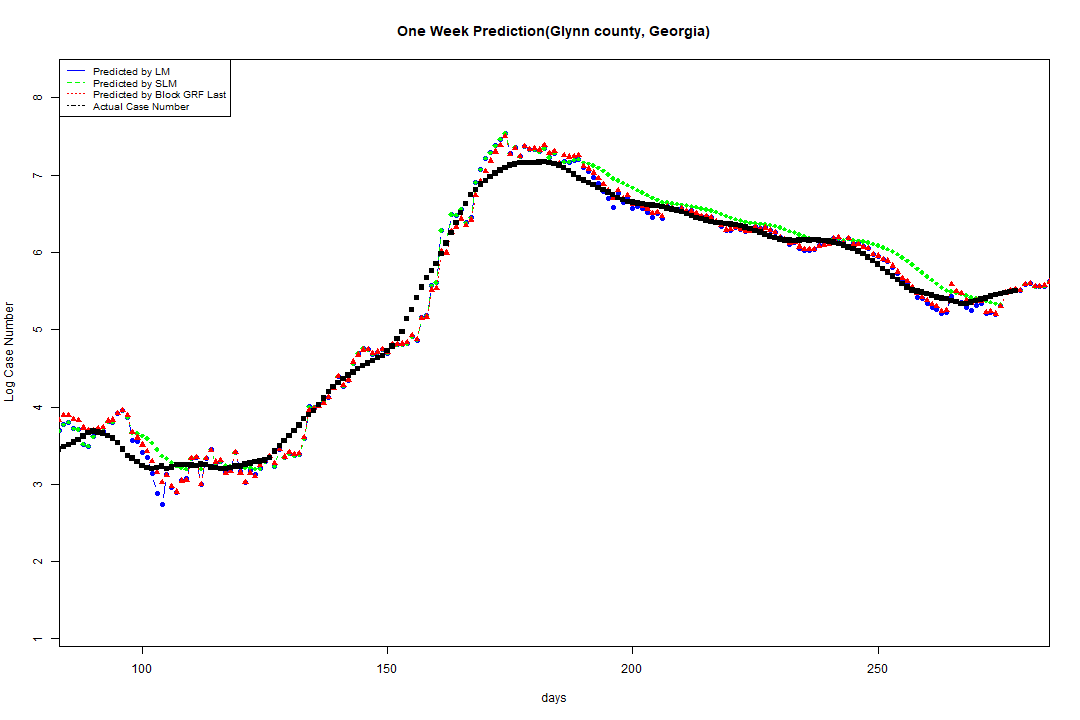 One Week Prediction(Glynn county, Georgia)
Predicted by LM
Predicted by SLM
Predicted by Block GRF Last
Actual Case Number
8
7
6
5
4
3
2
1
Log Case Number
100 150 200 250
days